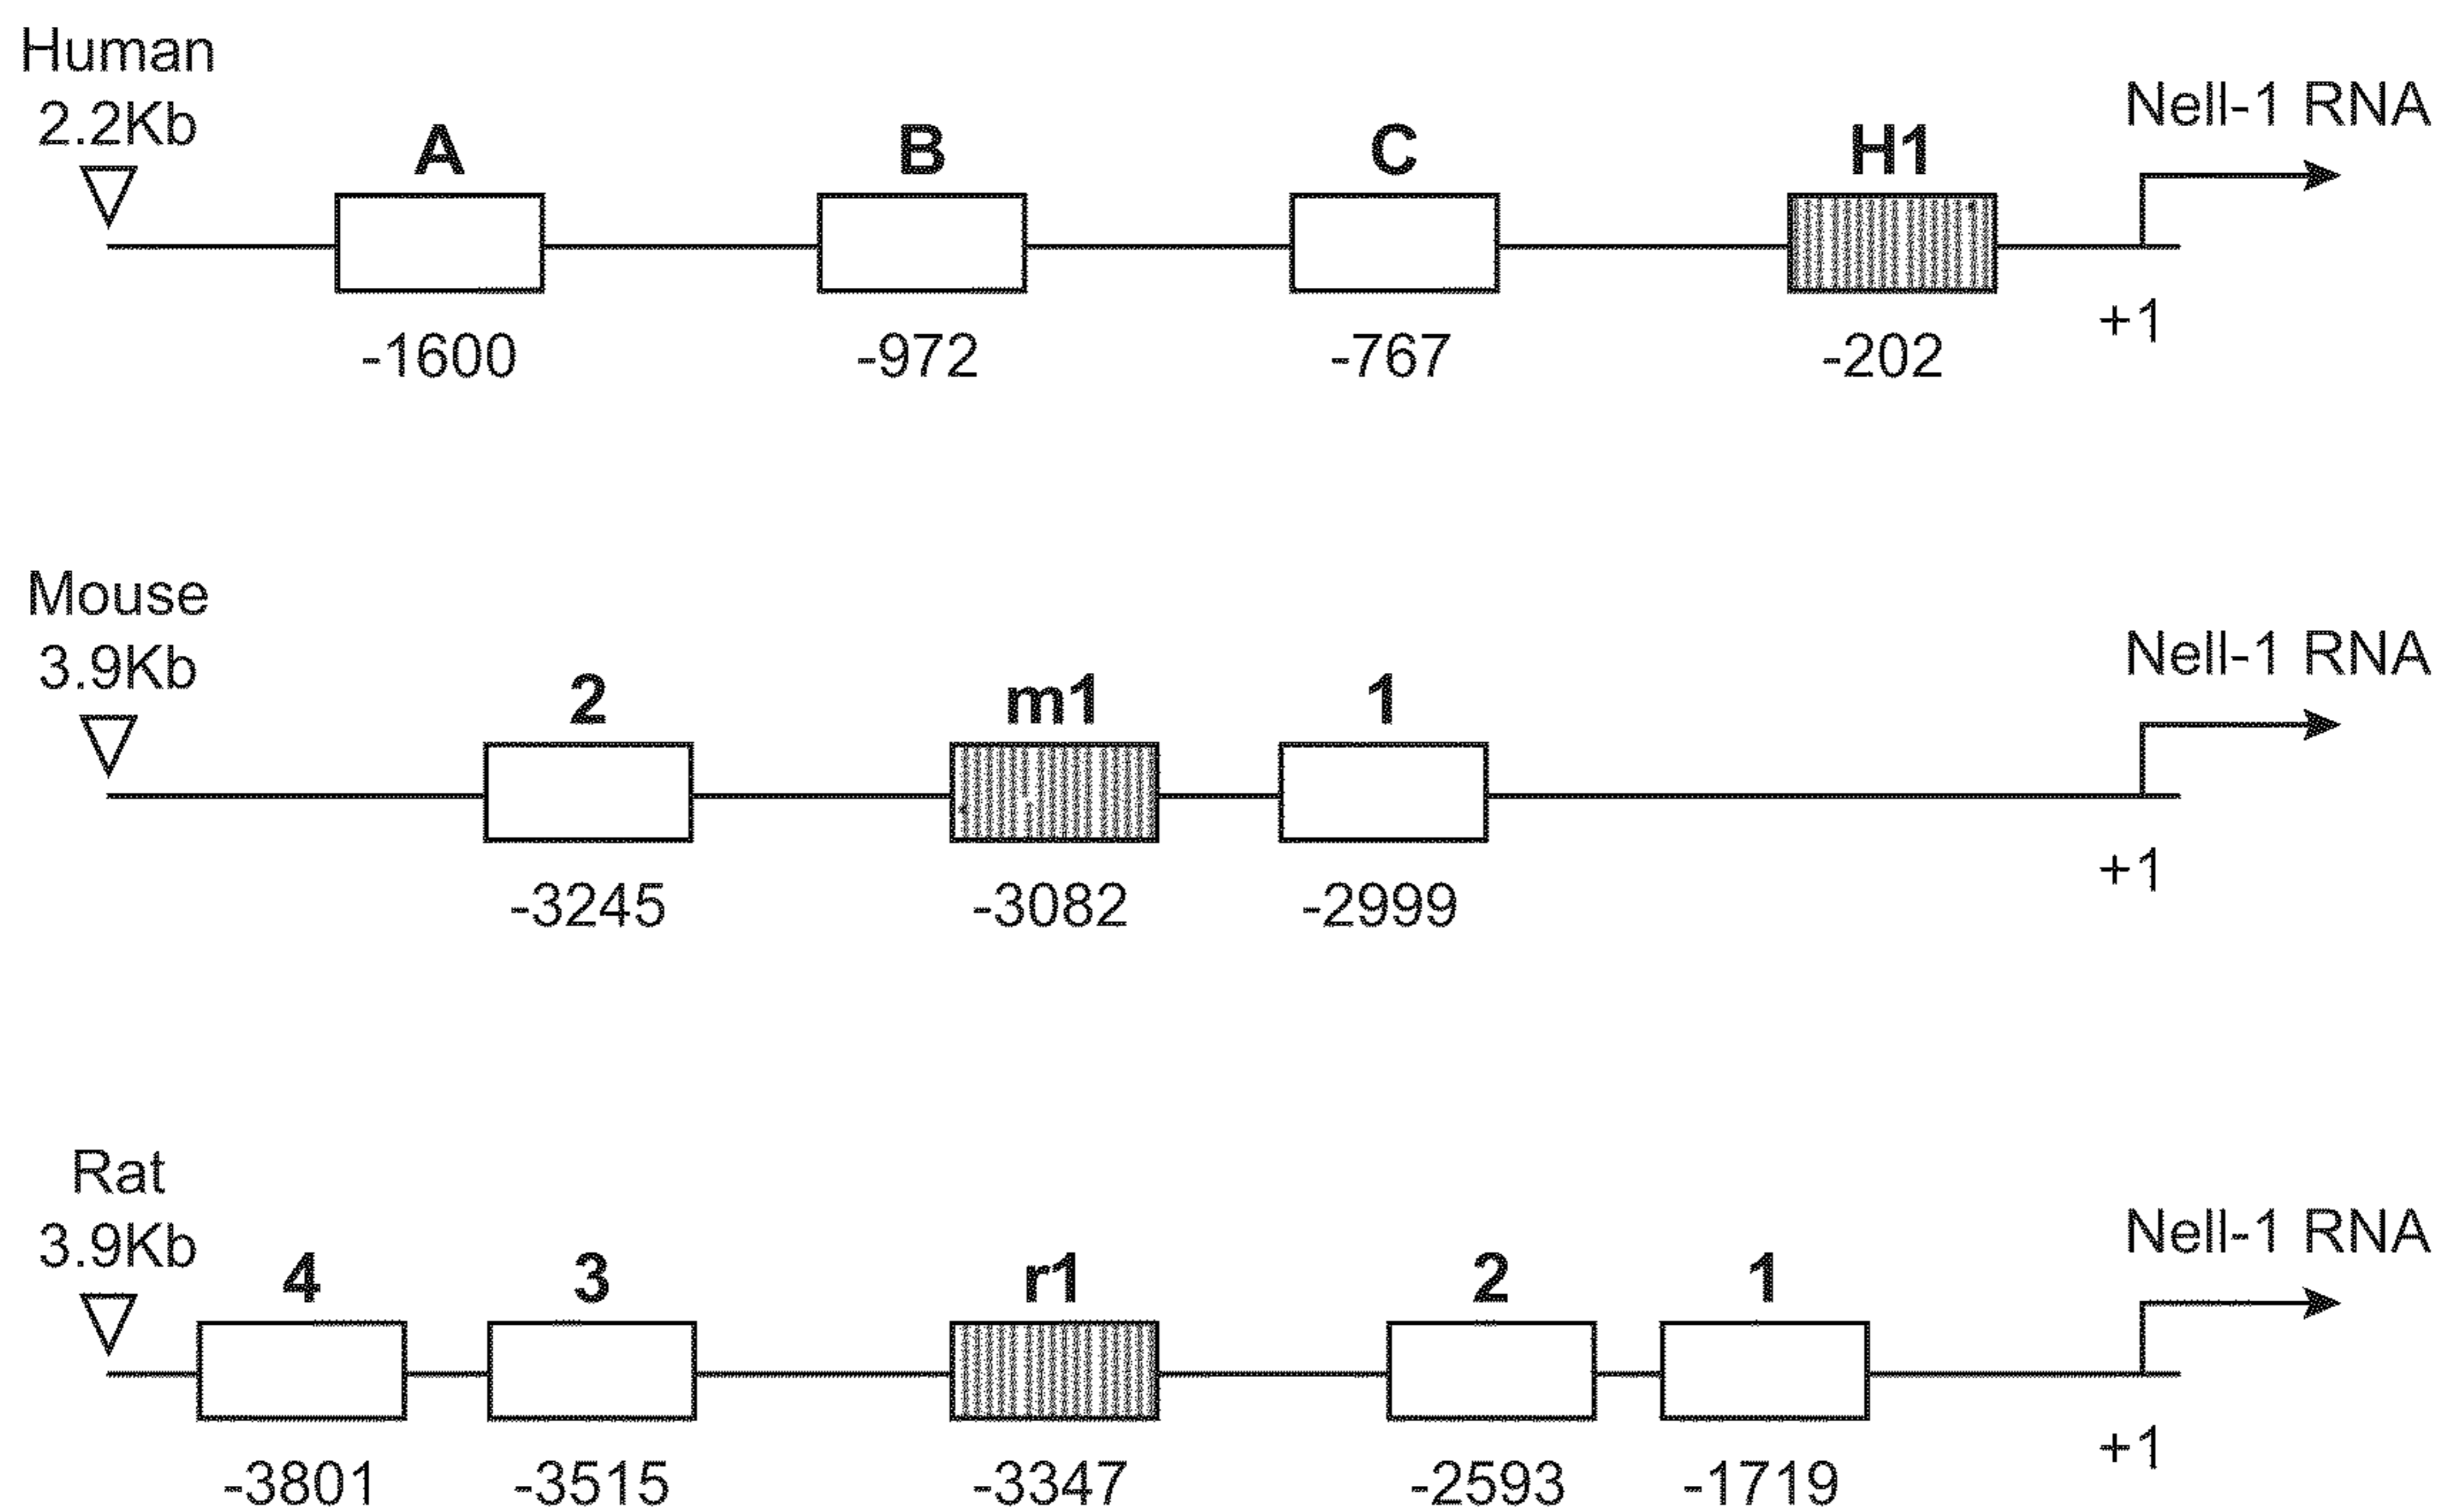 Human
2.2Kb
A B C H1
Nell-1 RNA
-1600 -972 -767 -202 +1
Mouse
3.9Kb
2 m1 1
Nell-1 RNA
-3245 -3082 -2999 +1
Rat
3.9Kb
4 3 r1 2 1
Nell-1 RNA
-3801 -3515 -3347 -2593 -1719 +1